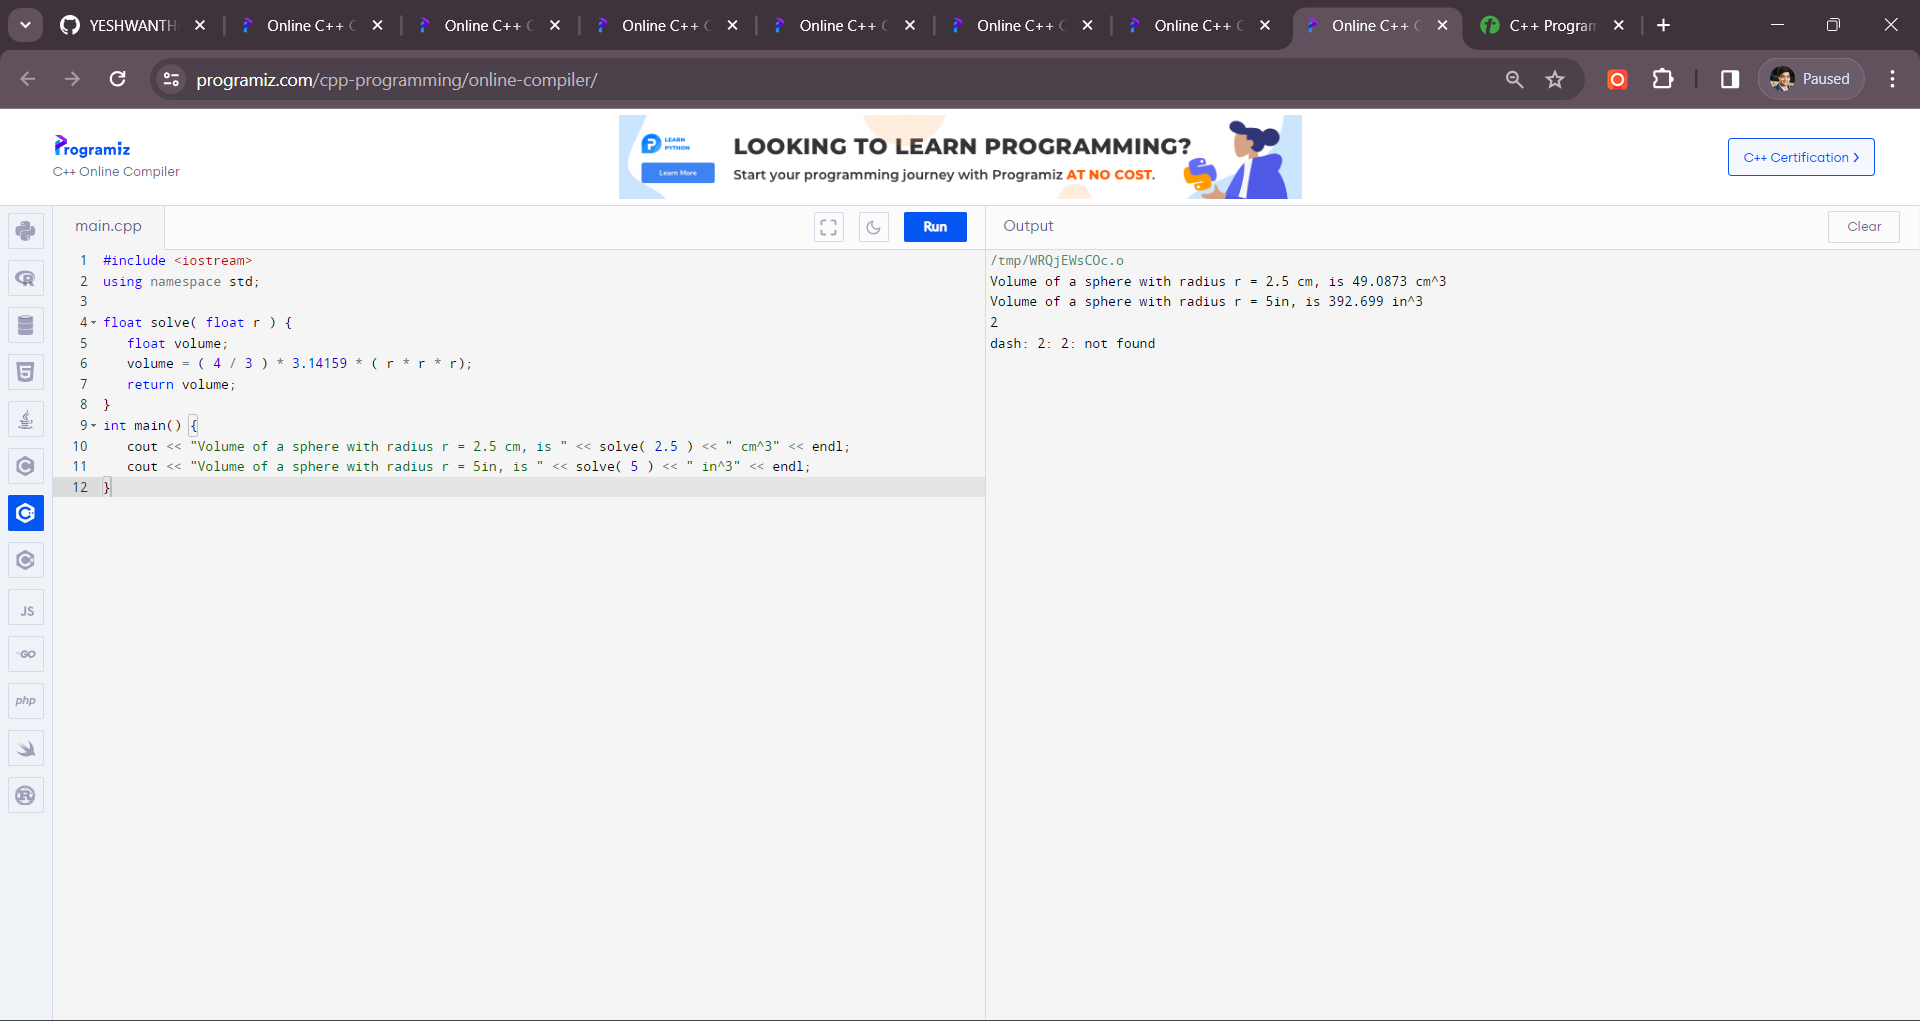 YESHWANTH
Online C++ C
Online C++ C
Online C++ C
Online C++ C
Online C++ C
Online C++ C
Online C++ C
C++ Program
programiz.com/cpp-programming/online-compiler/
Paused
Programiz
C++ Online Compiler
LEARN
PYTHON
Learn More
LOOKING TO LEARN PROGRAMMING?
Start your programming journey with Programiz AT NO COST.
C++ Certification >
main.cpp
Run
Output
Clear
1 #include <iostream>
2 using namespace std;
3
4 float solve( float r ) {
5 float volume;
6 volume = ( 4 / 3 ) * 3.14159 * ( r * r * r);
7 return volume;
8 }
9 int main() {
10 cout << "Volume of a sphere with radius r = 2.5 cm, is " << solve( 2.5 ) << " cm^3" << endl;
11 cout << "Volume of a sphere with radius r = 5in, is " << solve( 5 ) << " in^3" << endl;
12 }
/tmp/WRQjEWsCOc.o
Volume of a sphere with radius r = 2.5 cm, is 49.0873 cm^3
Volume of a sphere with radius r = 5in, is 392.699 in^3
2
dash: 2: 2: not found
R
5
C
C
C
JS
GO
php
R